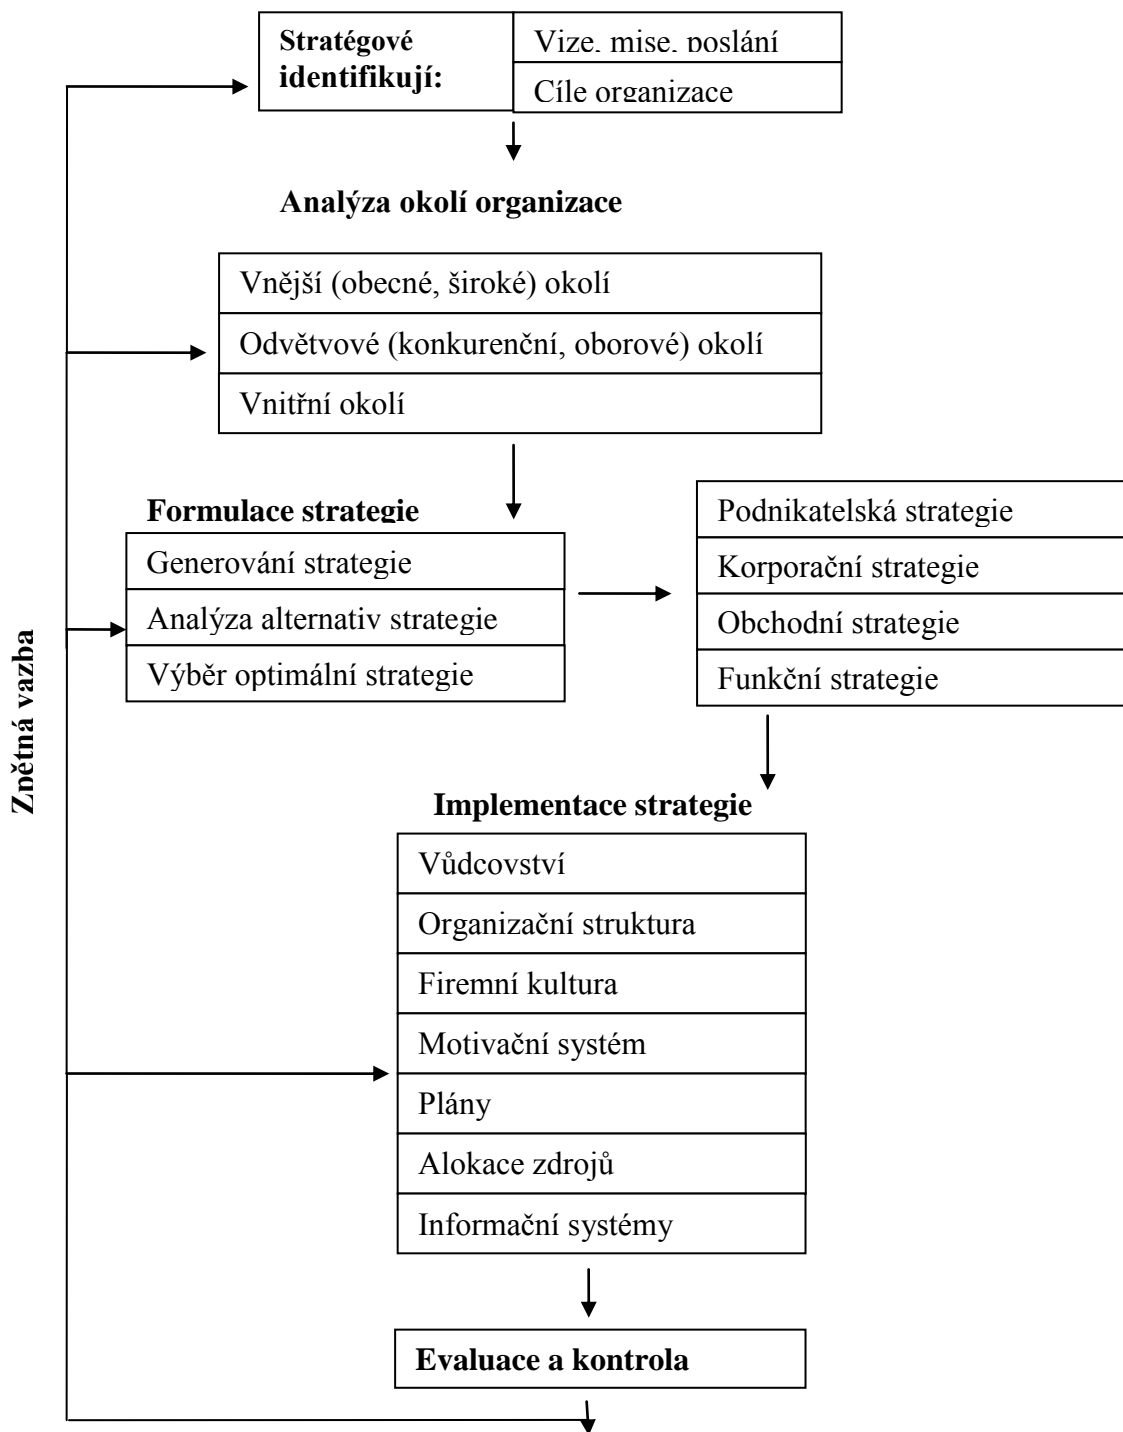 Stratégové
identifikují:
Vize, mise, poslání
Cíle organizace
Analýza okolí organizace
Vnější (obecné, široké) okolí
Odvětvové (konkurenční, oborové) okolí
Vnitřní okolí
Formulace strategie
Generování strategie
Analýza alternativ strategie
Výběr optimální strategie
Podnikatelská strategie
Korporační strategie
Obchodní strategie
Funkční strategie
Zpětná vazba
Implementace strategie
Vůdcovství
Organizační struktura
Firemní kultura
Motivační systém
Plány
Alokace zdrojů
Informační systémy
Evaluace a kontrola